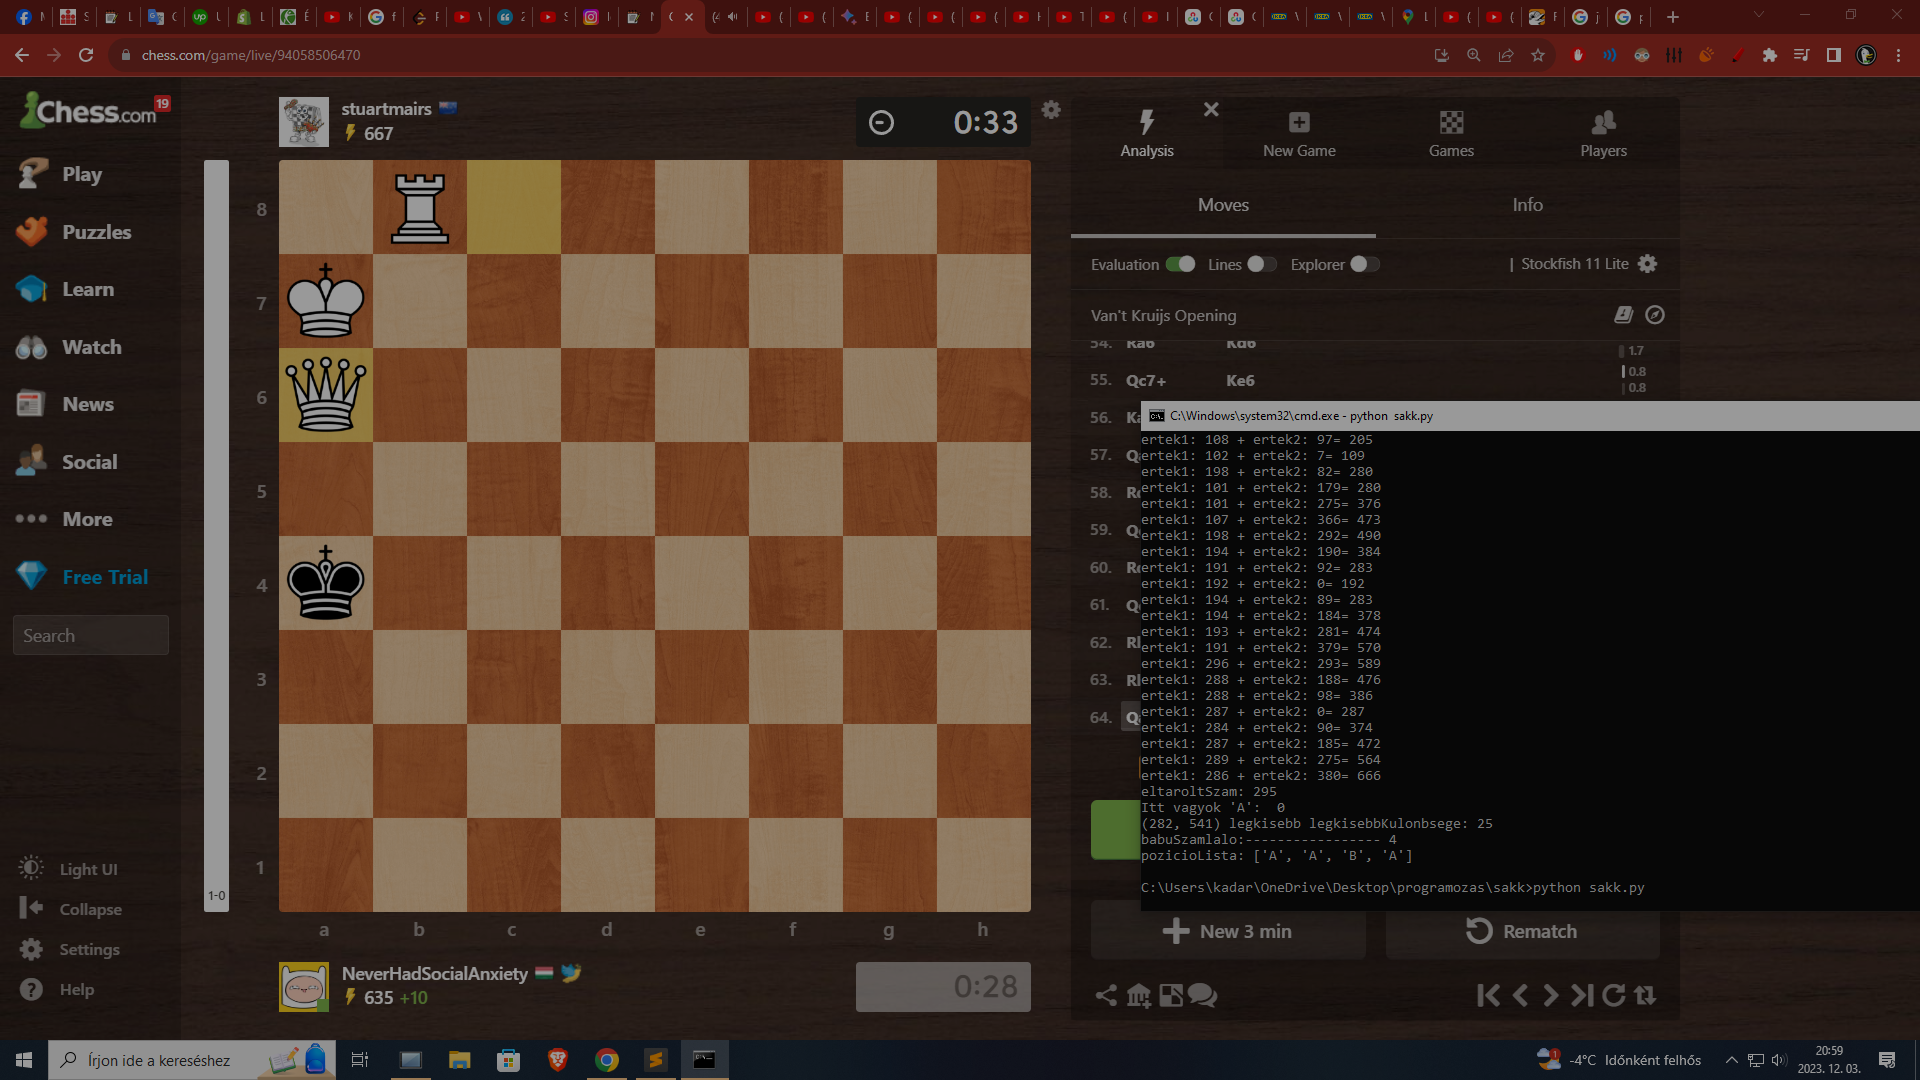 chess.com/game/live/94058506470
Chess.com
19
Play
Puzzles
Learn
Watch
News
Social
More
Free Trial
Search
Light UI
Collapse
Settings
Help
stuartmairs
667
0:33
8
7
6
5
4
3
2
1
a b c d e f g h
1-0
NeverHadSocialAnxiety
635 +10
0:28
Analysis
New Game
Games
Players
Moves
Info
Evaluation
Lines
Explorer
| Stockfish 11 Lite
Van't Kruijs Opening
54. Ra6 Kd6 1.7
55. Qc7+ Ke6 0.8
0.8
56.
57.
58.
59.
60.
61.
62.
63.
64.
C:\Windows\system32\cmd.exe - python sakk.py
ertek1: 108 + ertek2: 97= 205
ertek1: 102 + ertek2: 7= 109
ertek1: 198 + ertek2: 82= 280
ertek1: 101 + ertek2: 179= 280
ertek1: 101 + ertek2: 275= 376
ertek1: 107 + ertek2: 366= 473
ertek1: 198 + ertek2: 292= 490
ertek1: 194 + ertek2: 190= 384
ertek1: 191 + ertek2: 92= 283
ertek1: 192 + ertek2: 0= 192
ertek1: 194 + ertek2: 89= 283
ertek1: 194 + ertek2: 184= 378
ertek1: 193 + ertek2: 281= 474
ertek1: 191 + ertek2: 379= 570
ertek1: 296 + ertek2: 293= 589
ertek1: 288 + ertek2: 188= 476
ertek1: 288 + ertek2: 98= 386
ertek1: 287 + ertek2: 0= 287
ertek1: 284 + ertek2: 90= 374
ertek1: 287 + ertek2: 185= 472
ertek1: 289 + ertek2: 275= 564
ertek1: 286 + ertek2: 380= 666
eltaroltSzam: 295
Itt vagyok 'A':  0
(282, 541) legkisebb legkisebbKulonbsege: 25
babuSzamlalo:----------------- 4
pozicioLista: ['A', 'A', 'B', 'A']
C:\Users\kadar\OneDrive\Desktop\programozas\sakk>python sakk.py
New 3 min
Rematch
Írjon ide a kereséshez
-4°C Időnként felhős
20:59
2023. 12. 03.